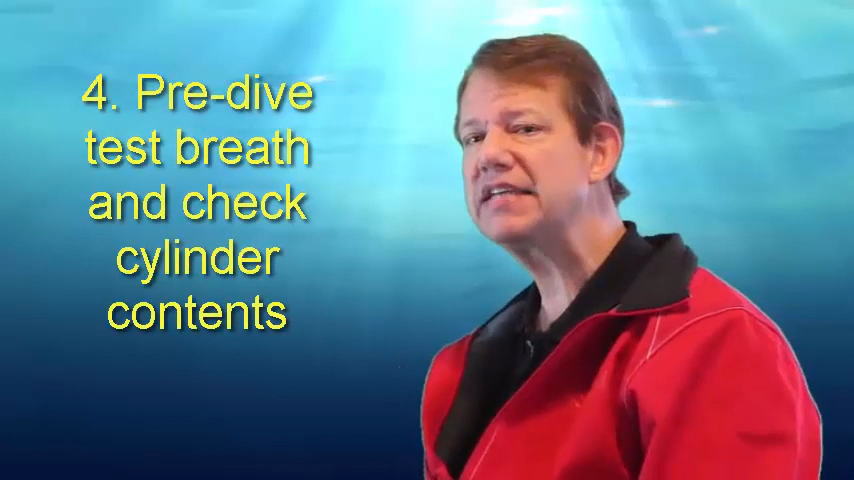 4. Pre-dive
test breath
and check
cylinder
contents